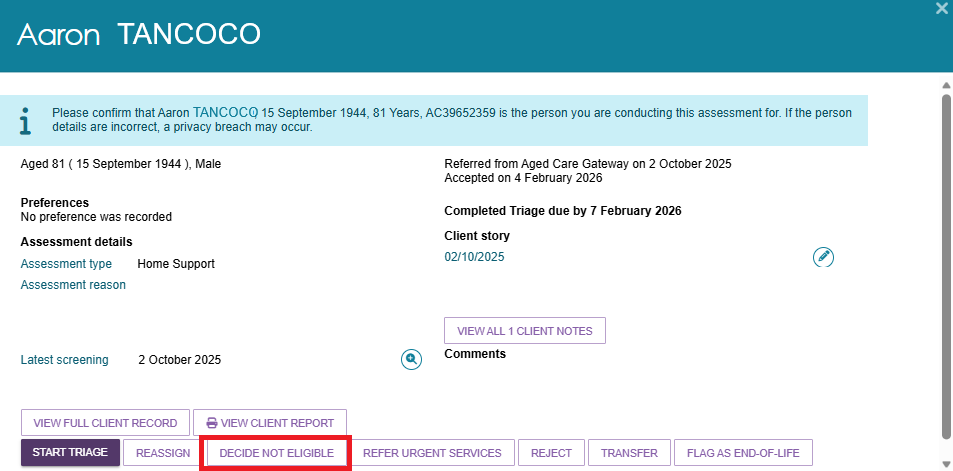 Aaron TANCOCO
Please confirm that Aaron TANCOCO, 15 September 1944, 81 Years, AC39652359 is the person you are conducting this assessment for. If the person
details are incorrect, a privacy breach may occur.
Aged 81 ( 15 September 1944 ), Male
Preferences
No preference was recorded
Assessment details
Assessment type Home Support
Assessment reason
Latest screening 2 October 2025
Referred from Aged Care Gateway on 2 October 2025
Accepted on 4 February 2026
Completed Triage due by 7 February 2026
Client story
02/10/2025
VIEW ALL 1 CLIENT NOTES
Comments
VIEW FULL CLIENT RECORD VIEW CLIENT REPORT
START TRIAGE REASSIGN DECIDE NOT ELIGIBLE REFER URGENT SERVICES REJECT TRANSFER FLAG AS END-OF-LIFE